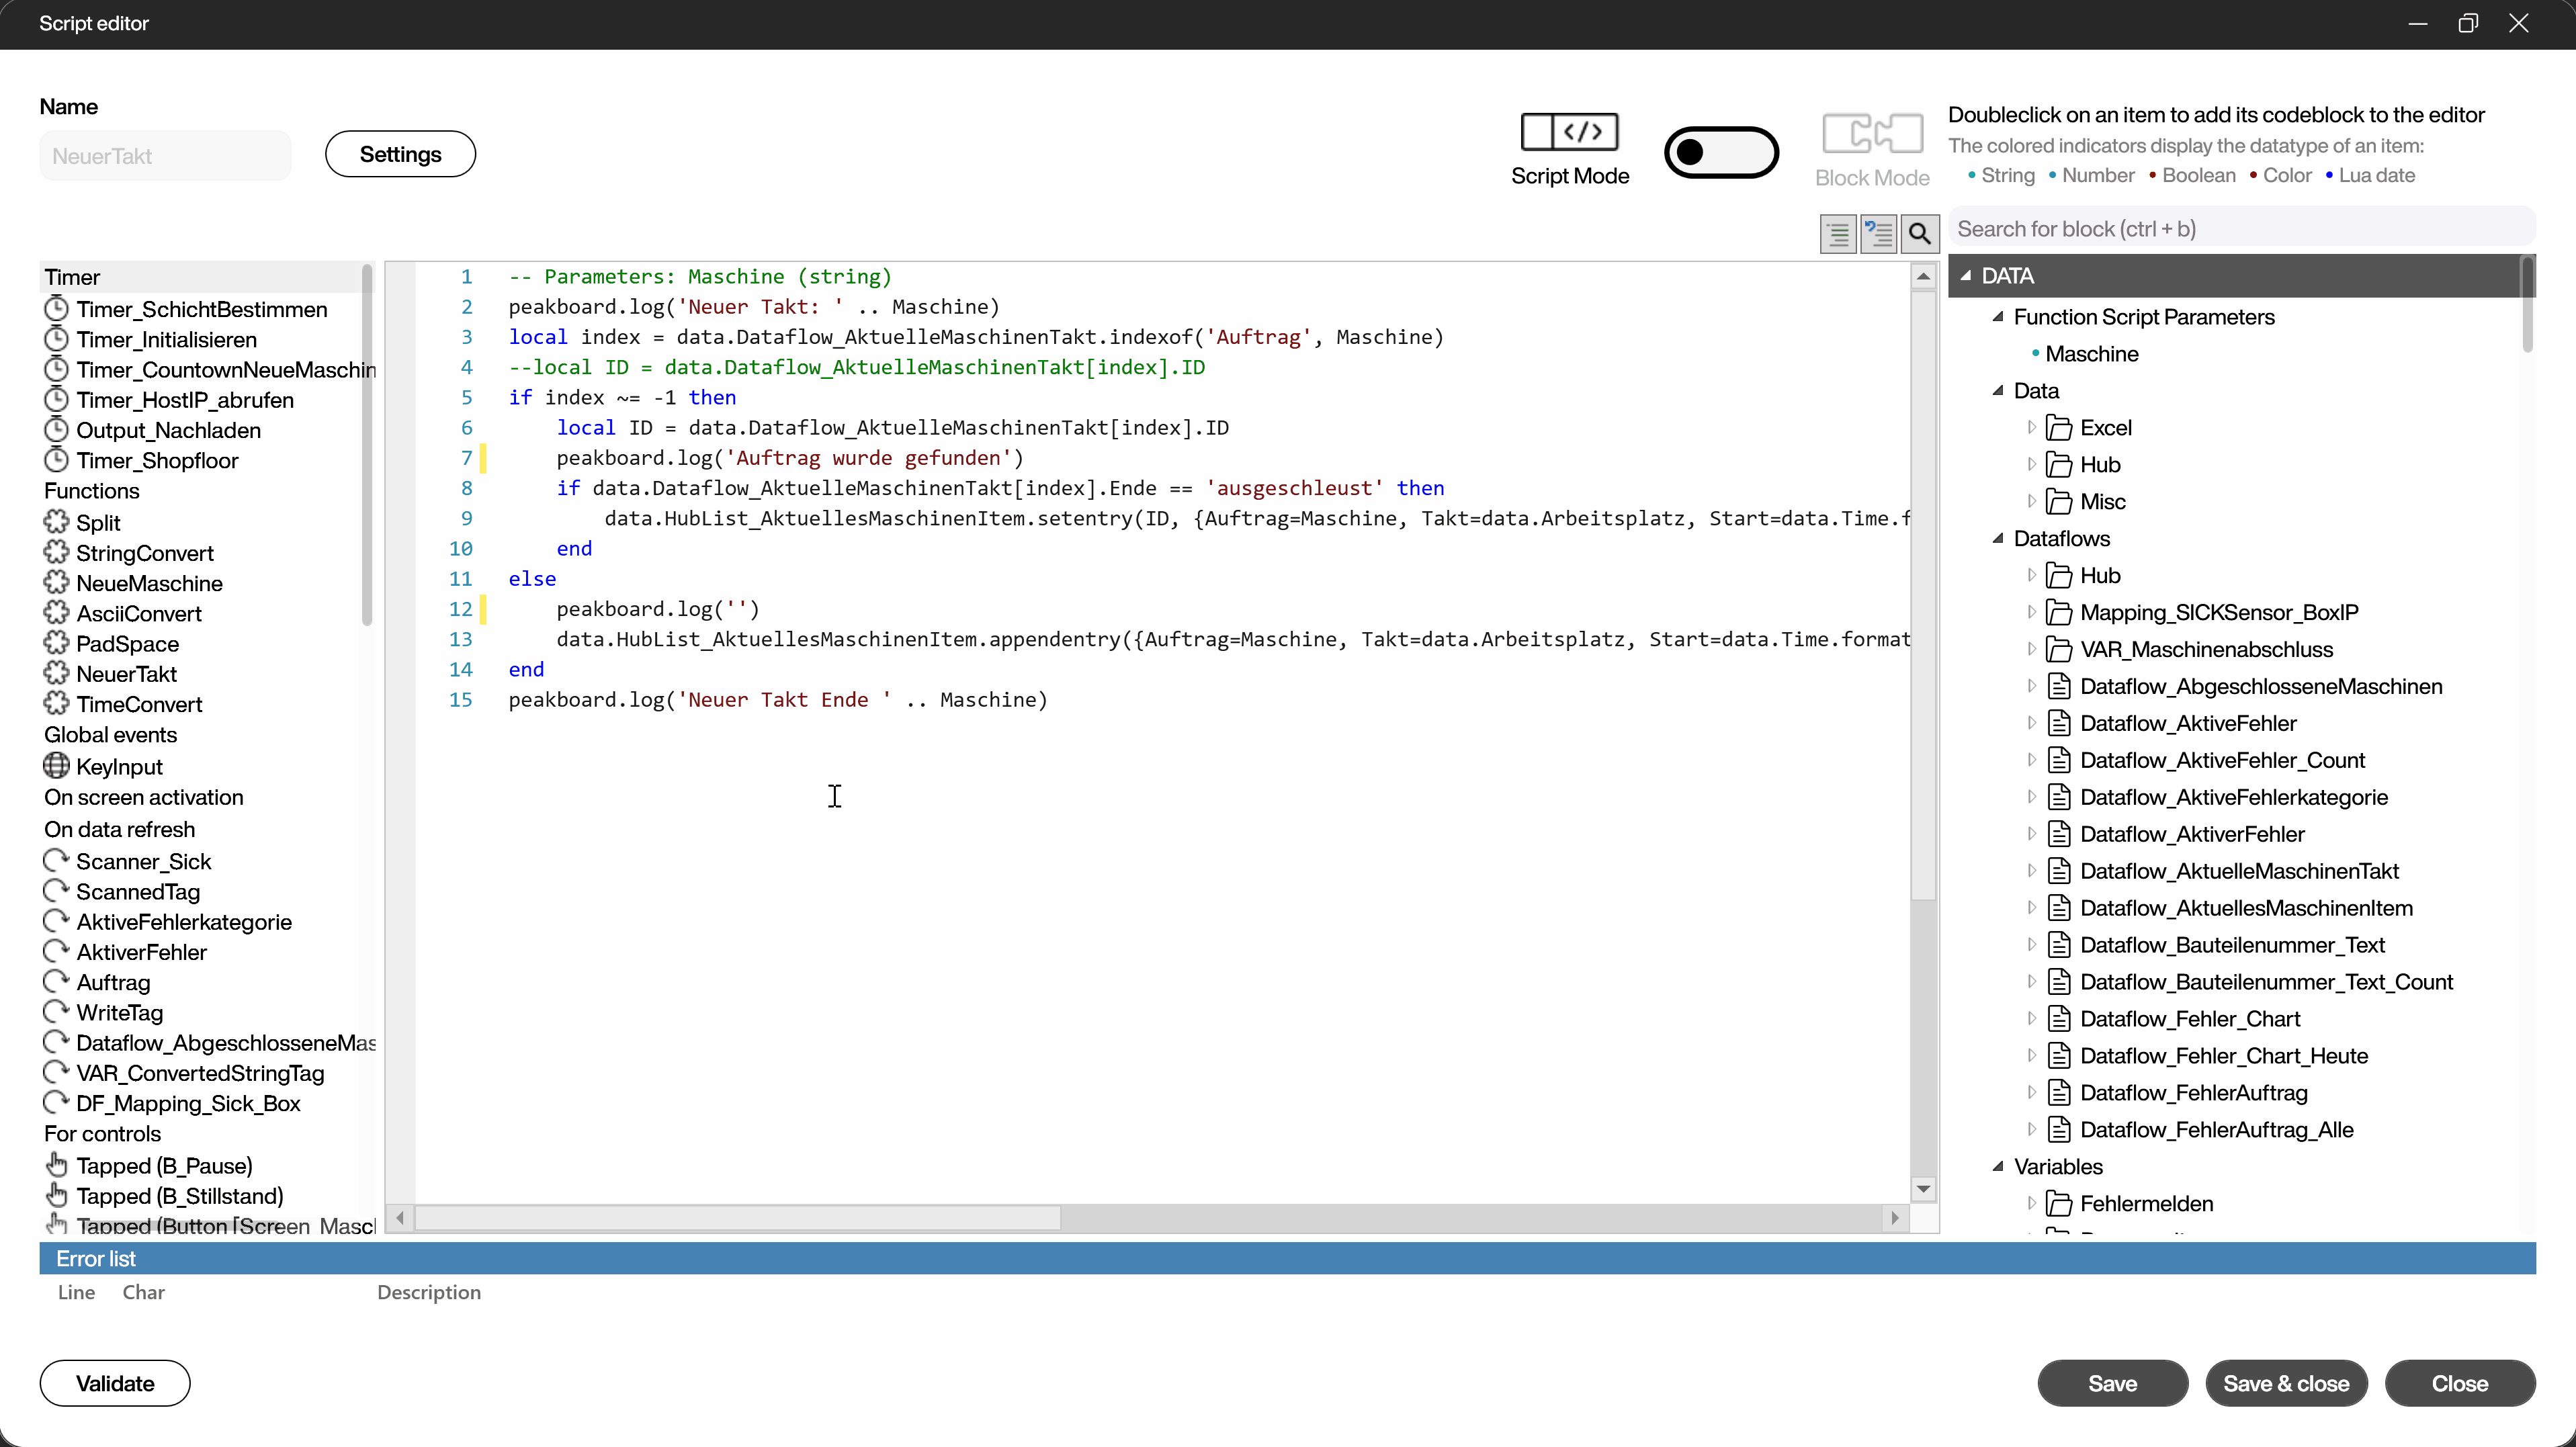 Script editor
Name
NeuerTakt
Settings
Script Mode
Block Mode
Doubleclick on an item to add its codeblock to the editor
The colored indicators display the datatype of an item:
• String • Number • Boolean • Color • Lua date
Search for block (ctrl + b)
Timer
Timer_SchichtBestimmen
Timer_Initialisieren
Timer_CountownNeueMaschin
Timer_HostIP_abrufen
Output_Nachladen
Timer_Shopfloor
Functions
Split
StringConvert
NeueMaschine
AsciiConvert
PadSpace
NeuerTakt
TimeConvert
Global events
KeyInput
On screen activation
On data refresh
Scanner_Sick
ScannedTag
AktiveFehlerkategorie
AktiverFehler
Auftrag
WriteTag
Dataflow_AbgeschlosseneMas
VAR_ConvertedStringTag
DF_Mapping_Sick_Box
For controls
Tapped (B_Pause)
Tapped (B_Stillstand)
Tapped (Button [Screen_Masc
1 -- Parameters: Maschine (string)
2 peakboard.log('Neuer Takt: ' .. Maschine)
3 local index = data.Dataflow_AktuelleMaschinenTakt.indexof('Auftrag', Maschine)
4 --local ID = data.Dataflow_AktuelleMaschinenTakt[index].ID
5 if index ~= -1 then
6 local ID = data.Dataflow_AktuelleMaschinenTakt[index].ID
7 peakboard.log('Auftrag wurde gefunden')
8 if data.Dataflow_AktuelleMaschinenTakt[index].Ende == 'ausgeschleust' then
9 data.HubList_AktuellesMaschinenItem.setentry(ID, {Auftrag=Maschine, Takt=data.Arbeitsplatz, Start=data.Time.f
10 end
11 else
12 peakboard.log('')
13 data.HubList_AktuellesMaschinenItem.appendentry({Auftrag=Maschine, Takt=data.Arbeitsplatz, Start=data.Time.format
14 end
15 peakboard.log('Neuer Takt Ende ' .. Maschine)
DATA
Function Script Parameters
• Maschine
Data
Excel
Hub
Misc
Dataflows
Hub
Mapping_SICKSensor_BoxIP
VAR_Maschinenabschluss
Dataflow_AbgeschlosseneMaschinen
Dataflow_AktiveFehler
Dataflow_AktiveFehler_Count
Dataflow_AktiveFehlerkategorie
Dataflow_AktiverFehler
Dataflow_AktuelleMaschinenTakt
Dataflow_AktuellesMaschinenItem
Dataflow_Bauteilenummer_Text
Dataflow_Bauteilenummer_Text_Count
Dataflow_Fehler_Chart
Dataflow_Fehler_Chart_Heute
Dataflow_FehlerAuftrag
Dataflow_FehlerAuftrag_Alle
Variables
Fehlermelden
Error list
Line Char Description
Validate
Save
Save & close
Close